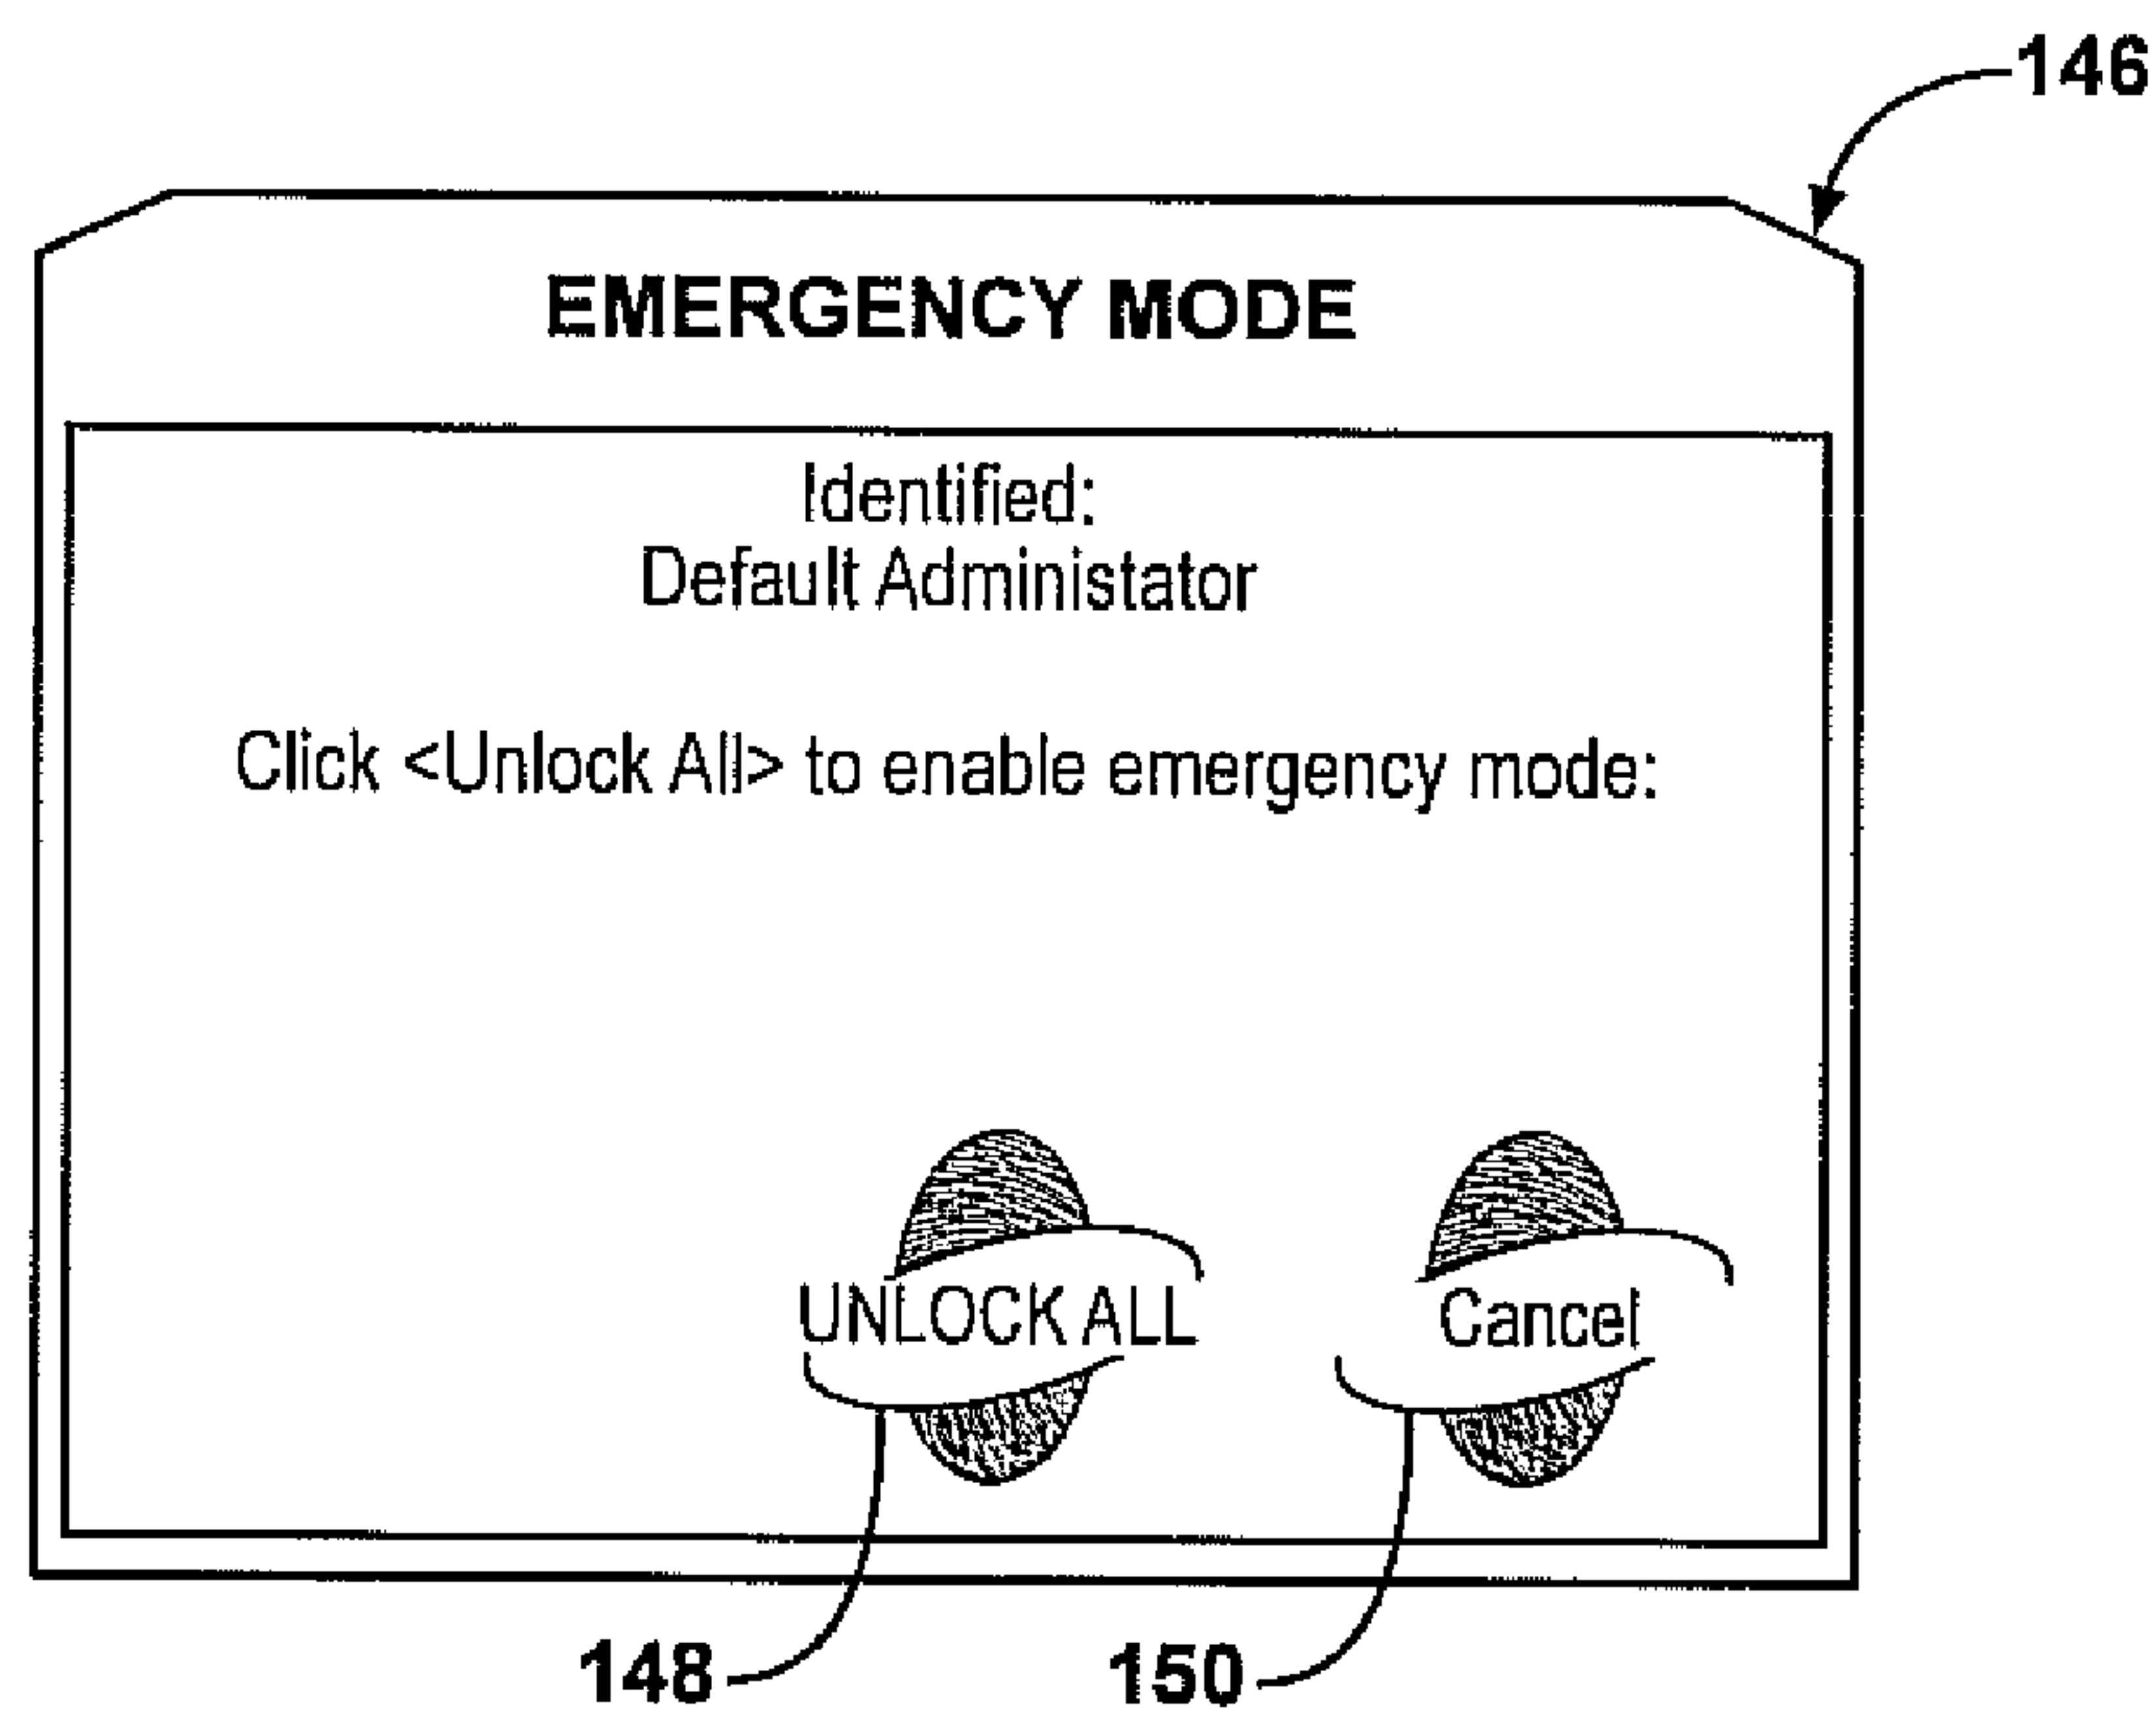 146
EMERGENCY MODE
Identified:
Default Administator
Click <Unlock All> to enable emergency mode:
UNLOCK ALL Cancel
148 150